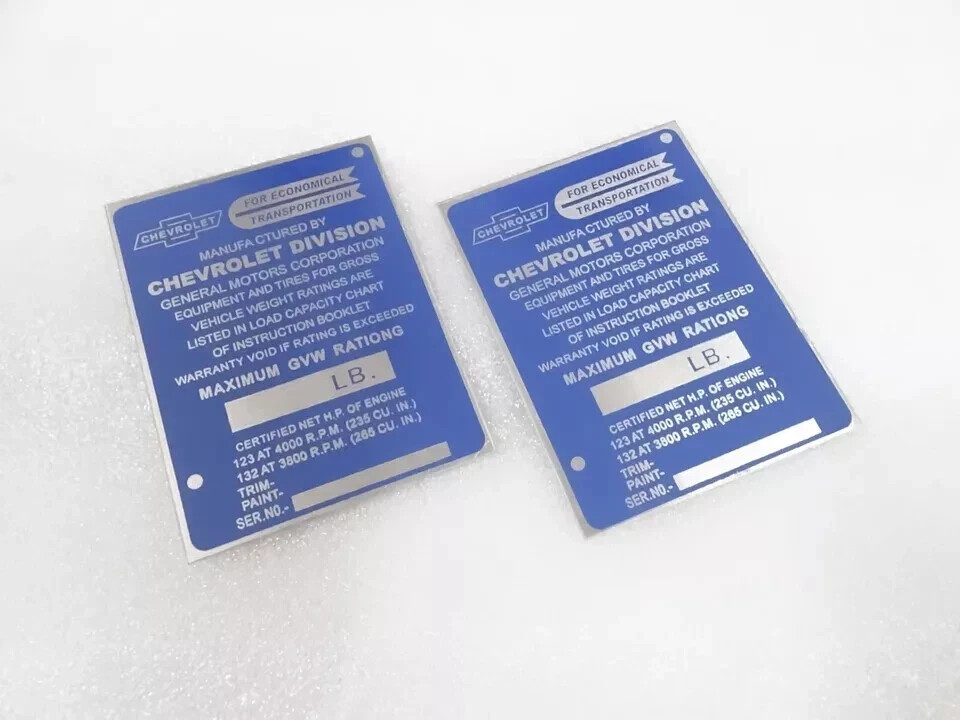 CHEVROLET
FOR ECONOMICAL
TRANSPORTATION
MANUFA CTURED BY
CHEVROLET DIVISION
GENERAL MOTORS CORPORATION
EQUIPMENT AND TIRES FOR GROSS
VEHICLE WEIGHT RATINGS ARE
LISTED IN LOAD CAPACITY CHART
OF INSTRUCTION BOOKLET
WARRANTY VOID IF RATING IS EXCEEDED
MAXIMUM GVW RATIONG
LB.
CERTIFIED NET H.P. OF ENGINE
123 AT 4000 R.P.M. (235 CU. IN.)
132 AT 3800 R.P.M. (265 CU. IN.)
TRIM-
PAINT-
SER.NO.-
CHEVROLET
FOR ECONOMICAL
TRANSPORTATION
MANUFA CTURED BY
CHEVROLET DIVISION
GENERAL MOTORS CORPORATION
EQUIPMENT AND TIRES FOR GROSS
VEHICLE WEIGHT RATINGS ARE
LISTED IN LOAD CAPACITY CHART
OF INSTRUCTION BOOKLET
WARRANTY VOID IF RATING IS EXCEEDED
MAXIMUM GVW RATIONG
LB.
CERTIFIED NET H.P. OF ENGINE
123 AT 4000 R.P.M. (235 CU. IN.)
132 AT 3800 R.P.M. (265 CU. IN.)
TRIM-
PAINT-
SER.NO.-